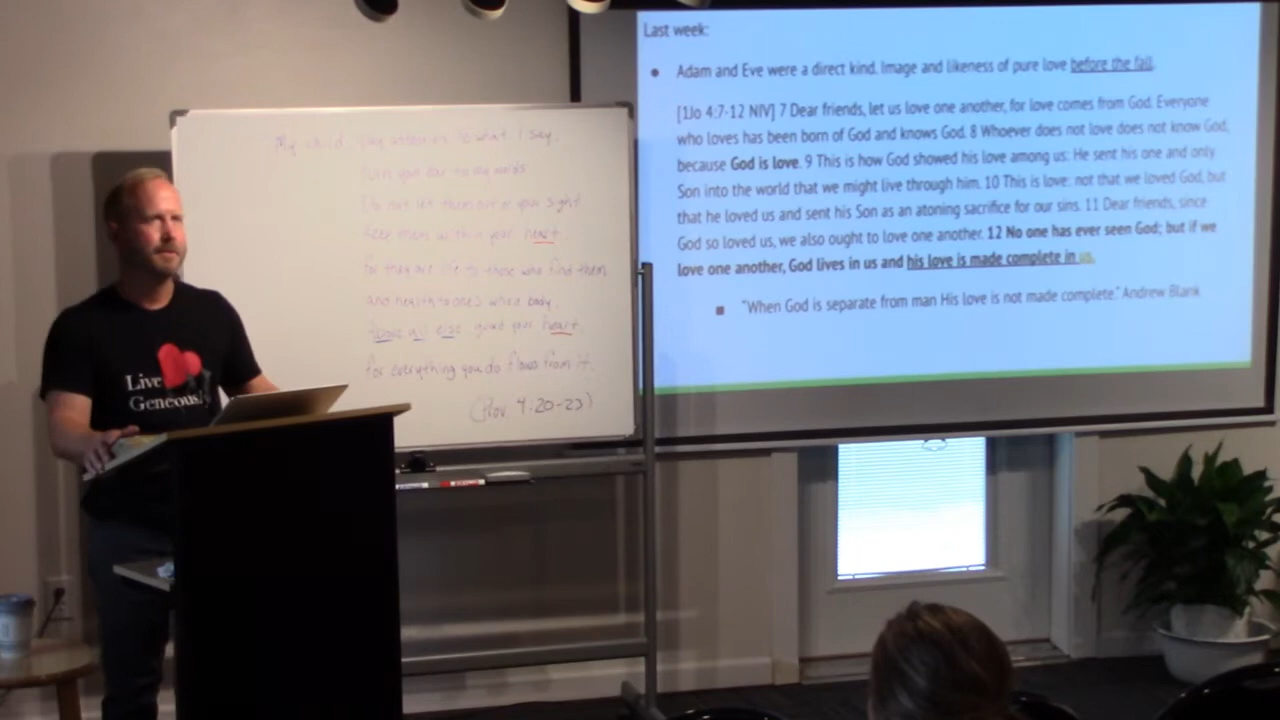 Last week:
Adam and Eve were a direct kind. Image and likeness of pure love before the fall.
[1Jo 4:7-12 NIV] 7 Dear friends, let us love one another, for love comes from God. Everyone
who loves has been born of God and knows God. 8 Whoever does not love does not know God,
because God is love. 9 This is how God showed his love among us: He sent his one and only
Son into the world that we might live through him. 10 This is love: not that we loved God, but
that he loved us and sent his Son as an atoning sacrifice for our sins. 11 Dear friends, since
God so loved us, we also ought to love one another. 12 No one has ever seen God; but if we
love one another, God lives in us and his love is made complete in us.
"When God is separate from man His love is not made complete." Andrew Blank
My child, pay attention to what I say.
Turn your ear to my words
Do not let them out of your sight
keep them within your heart
for they are life to those who find them
and health to one's whole body.
Above all else guard your heart
for everything you do flows from it.
(Prov. 4:20-23)
Live
Generous!